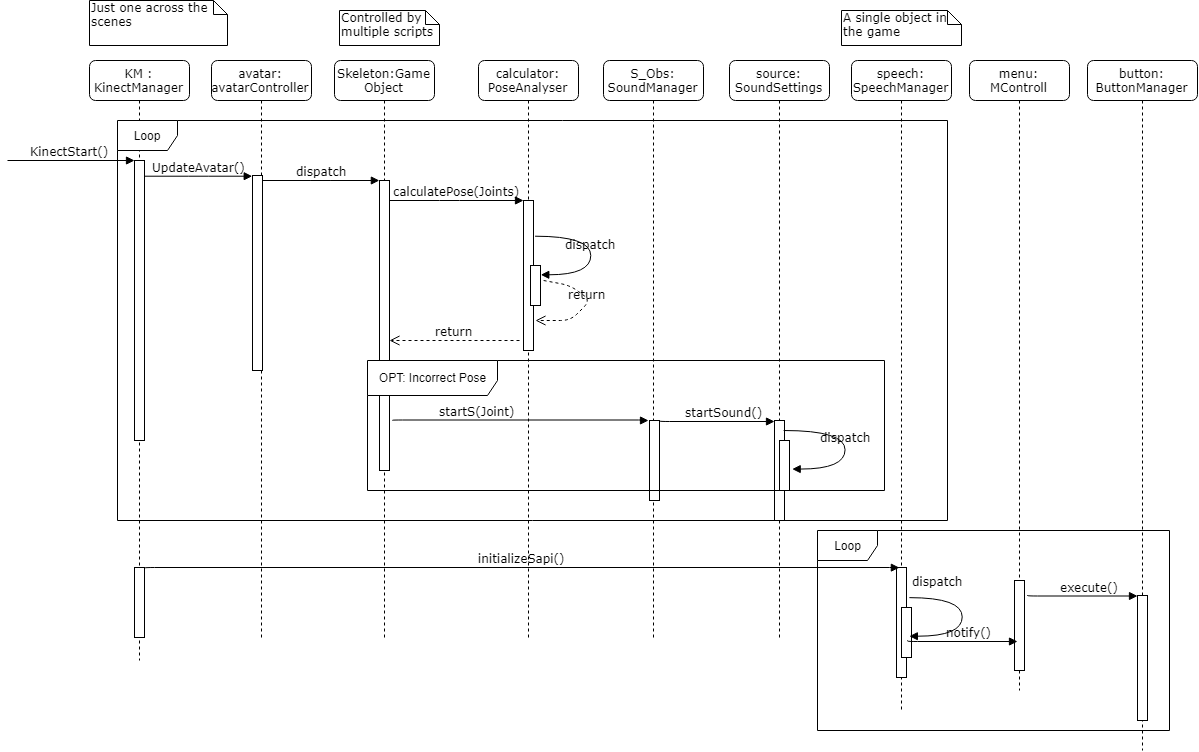 Just one across the
scenes
Controlled by
multiple scripts
A single object in
the game
KM :
KinectManager
avatar:
avatarController
Skeleton:Game
Object
calculator:
PoseAnalyser
S_Obs:
SoundManager
source:
SoundSettings
speech:
SpeechManager
menu:
MControll
button:
ButtonManager
Loop
KinectStart()
UpdateAvatar()
dispatch
calculatePose(Joints)
dispatch
return
return
OPT: Incorrect Pose
startS(Joint)
startSound()
dispatch
Loop
initializeSapi()
dispatch
execute()
notify()